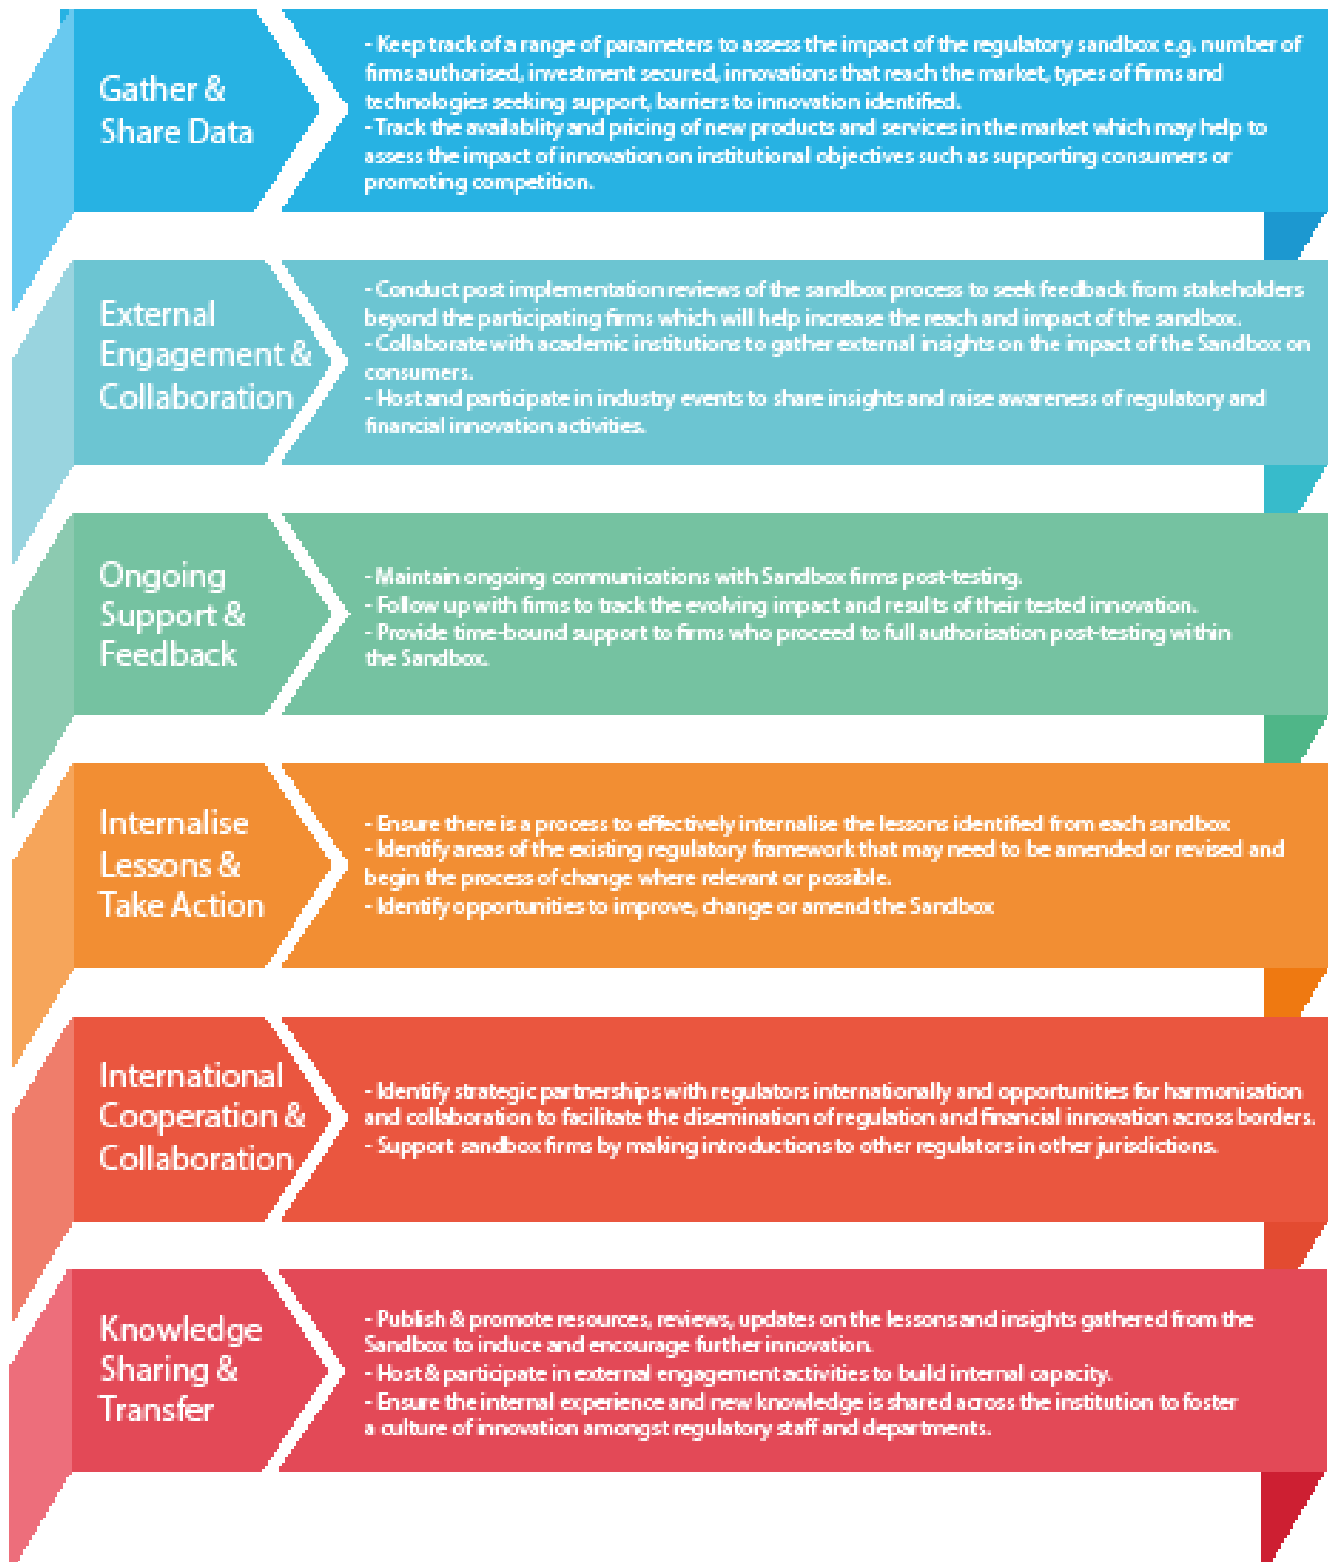 Gather &
Share Data
- Keep track of a range of parameters to assess the impact of the regulatory sandbox e.g. number of
firms authorised, investment secured, innovations that reach the market, types of firms and
technologies seeking support, barriers to innovation identified.
- Track the availablity and pricing of new products and services in the market which may help to
assess the impact of innovation on institutional objectives such as supporting consumers or
promoting competition.
External
Engagement &
Collaboration
- Conduct post implementation reviews of the sandbox process to seek feedback from stakeholders
beyond the participating firms which will help increase the reach and impact of the sandbox.
- Collaborate with academic institutions to gather external insights on the impact of the Sandbox on
consumers.
- Host and participate in industry events to share insights and raise awareness of regulatory and
financial innovation activities.
Ongoing
Support &
Feedback
- Maintain ongoing communications with Sandbox firms post-testing.
- Follow up with firms to track the evolving impact and results of their tested innovation.
- Provide time-bound support to firms who proceed to full authorisation post-testing within
the Sandbox.
Internalise
Lessons &
Take Action
- Ensure there is a process to effectively internalise the lessons identified from each sandbox
- Identify areas of the existing regulatory framework that may need to be amended or revised and
begin the process of change where relevant or possible.
- Identify opportunities to improve, change or amend the Sandbox
International
Cooperation &
Collaboration
- Identify strategic partnerships with regulators internationally and opportunities for harmonisation
and collaboration to facilitate the disemination of regulation and financial innovation across borders.
- Support sandbox firms by making introductions to other regulators in other jurisdictions.
Knowledge
Sharing &
Transfer
- Publish & promote resources, reviews, updates on the lessons and insights gathered from the
Sandbox to induce and encourage further innovation.
- Host & participate in external engagement activities to build internal capacity.
- Ensure the internal experience and new knowledge is shared across the institution to foster
a culture of innovation amongst regulatory staff and departments.